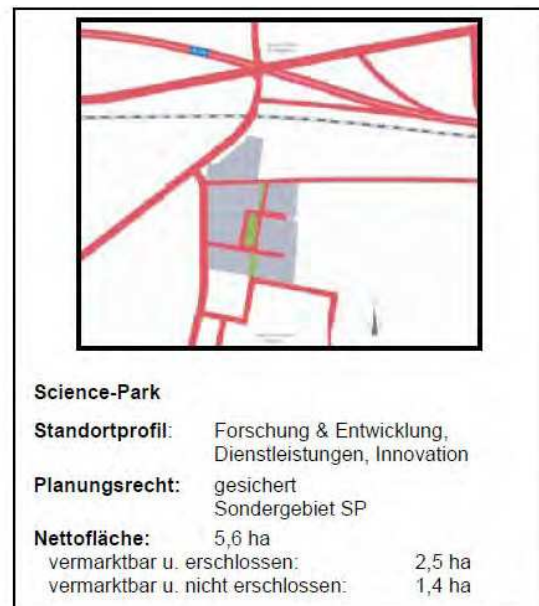 Science-Park
Standortprofil: Forschung & Entwicklung,
Dienstleistungen, Innovation
Planungsrecht: gesichert
Sondergebiet SP
Nettofläche: 5,6 ha
vermarktbar u. erschlossen: 2,5 ha
vermarktbar u. nicht erschlossen: 1,4 ha